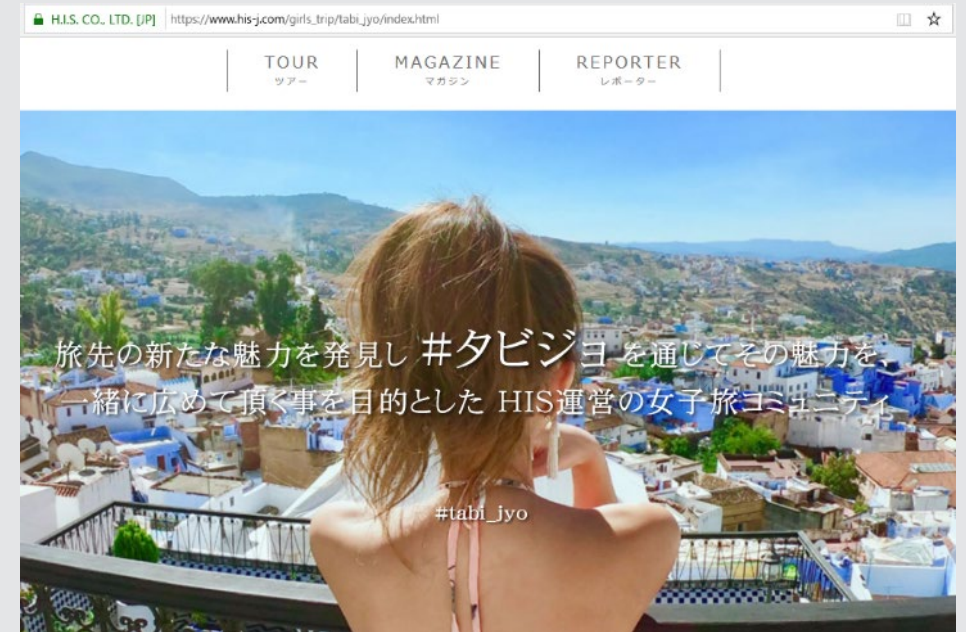 H.I.S. CO., LTD. [JP] https://www.his-j.com/girls_trip/tabi_jyo/index.html
TOUR MAGAZINE REPORTER
ツアー マガジン レポーター
旅先の新たな魅力を発見し #タビジョ を通じてその魅力を、
一緒に広めて頂く事を目的とした HIS運営の女子旅コミュニティ
#tabi_jyo